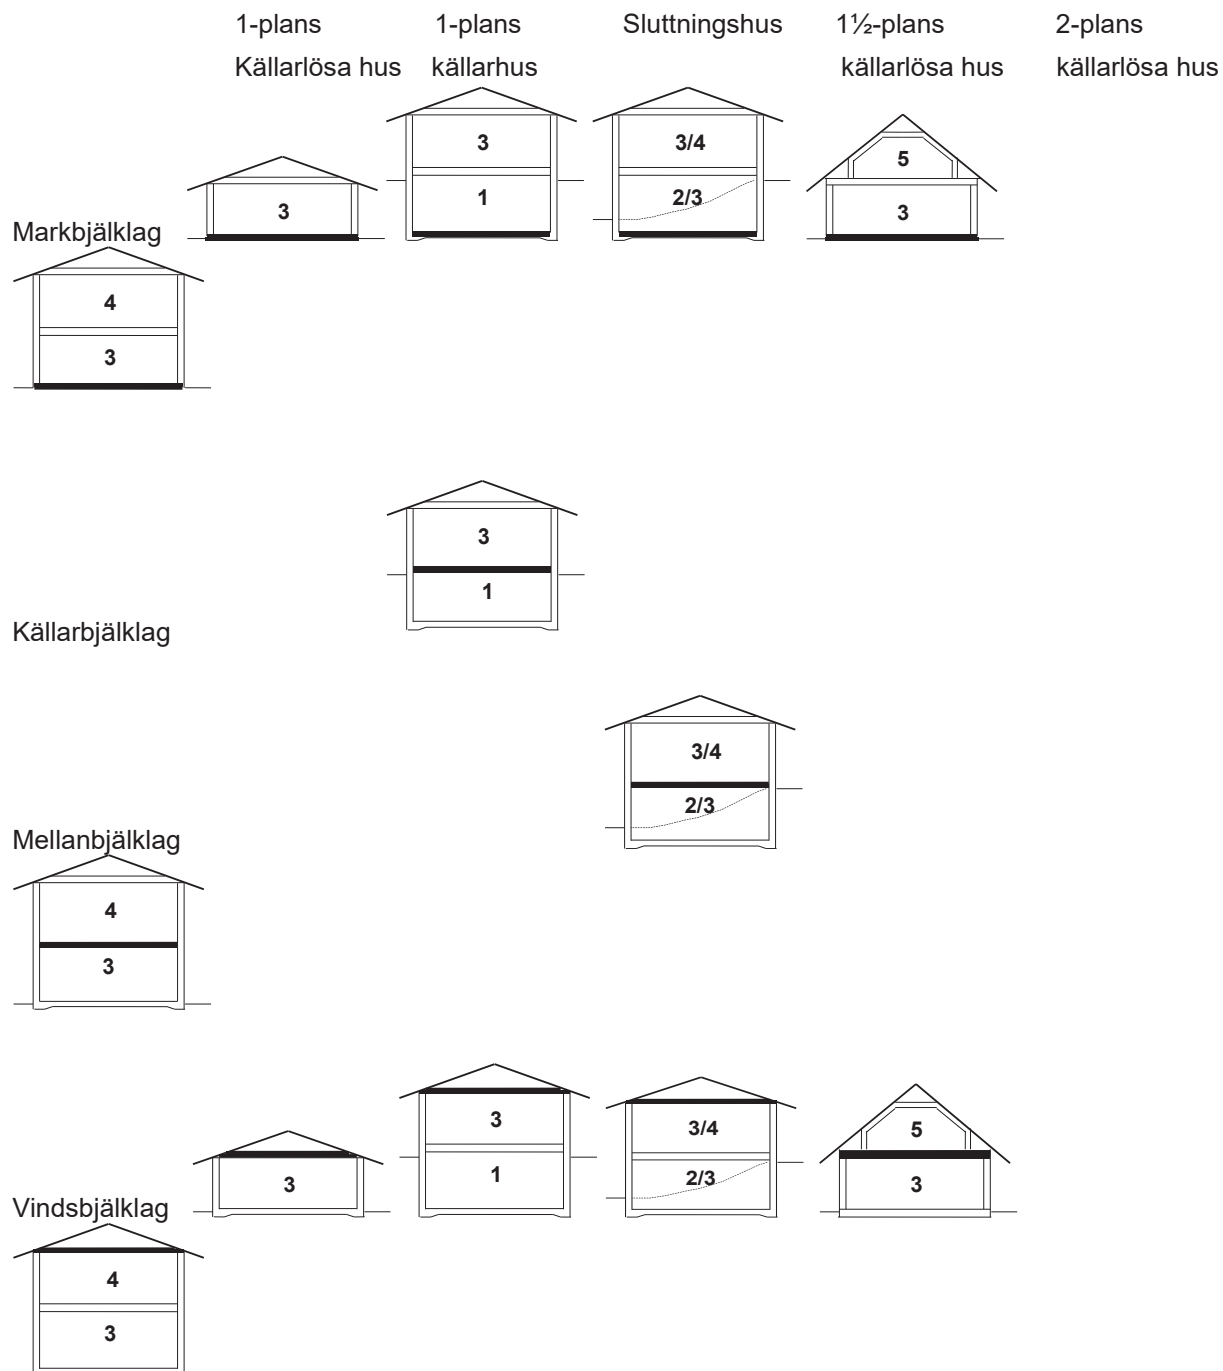 1-plans 1-plans Sluttningshus 1½-plans 2-plans
Källarlösa hus källarhus källarlösa hus källarlösa hus
3 3/4
5
1 2/3
3 3
Markbjälklag
4
3
3
1
Källarbjälklag
3/4
2/3
Mellanbjälklag
4
3
3 3/4 5
3 1 2/3 3
Vindsbjälklag
4
3